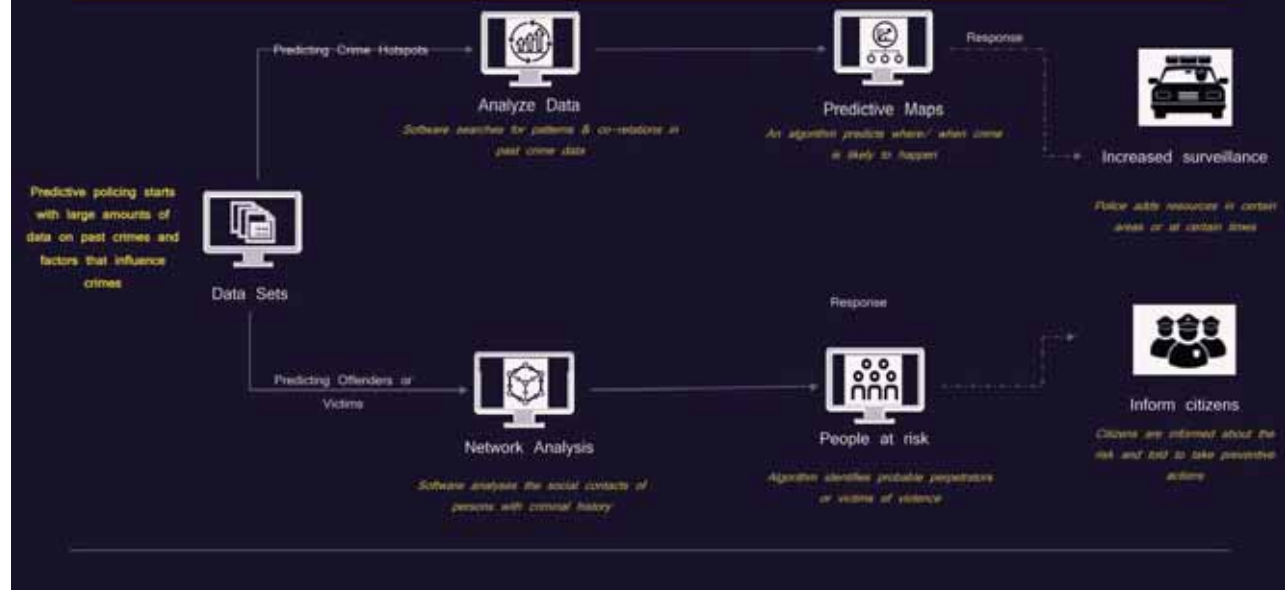 Predictive policing starts
with large amounts of
data on past crimes and
factors that influence
crimes
Data Sets
Predicting Crime Hotspots
Analyze Data
Software searches for patterns & co-relations in
past crime data
Predictive Maps
An algorithm predicts where/ when crime
is likely to happen
Response
Increased surveillance
Police adds resources in certain
areas or at certain times
Predicting Offenders or
Victims
Network Analysis
Software analyses the social contacts of
persons with criminal history
People at risk
Algorithm identifies probable perpetrators
or victims of violence
Response
Inform citizens
Citizens are informed about the
risk and told to take preventive
actions